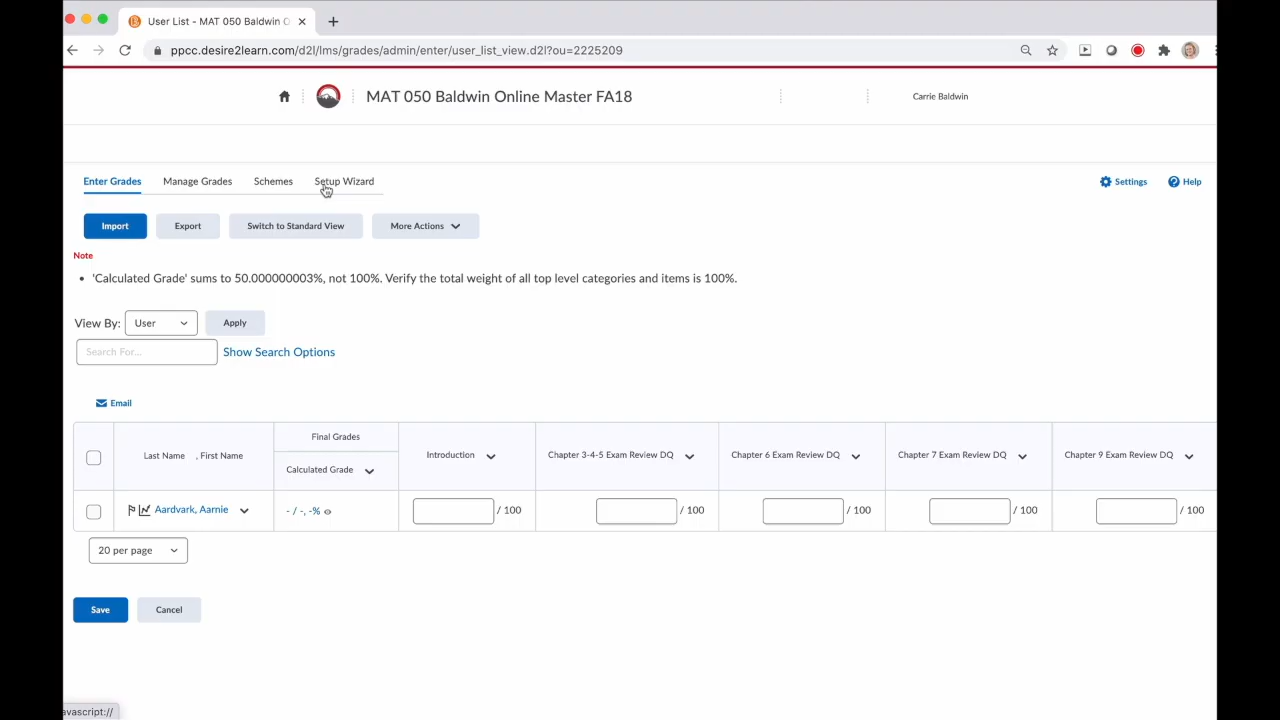 User List - MAT 050 Baldwin O
ppcc.desire2learn.com/d2l/lms/grades/admin/enter/user_list_view.d2l?ou=2225209
MAT 050 Baldwin Online Master FA18
Carrie Baldwin
Enter Grades Manage Grades Schemes Setup Wizard Settings Help
Import Export Switch to Standard View More Actions
Note
• 'Calculated Grade' sums to 50.000000003%, not 100%. Verify the total weight of all top level categories and items is 100%.
View By: User Apply
Search For... Show Search Options
Email
Final Grades
Last Name , First Name Calculated Grade Introduction Chapter 3-4-5 Exam Review DQ Chapter 6 Exam Review DQ Chapter 7 Exam Review DQ Chapter 9 Exam Review DQ
Aardvark, Aarnie - / -, -% / 100 / 100 / 100 / 100 / 100
20 per page
Save Cancel
avascript://